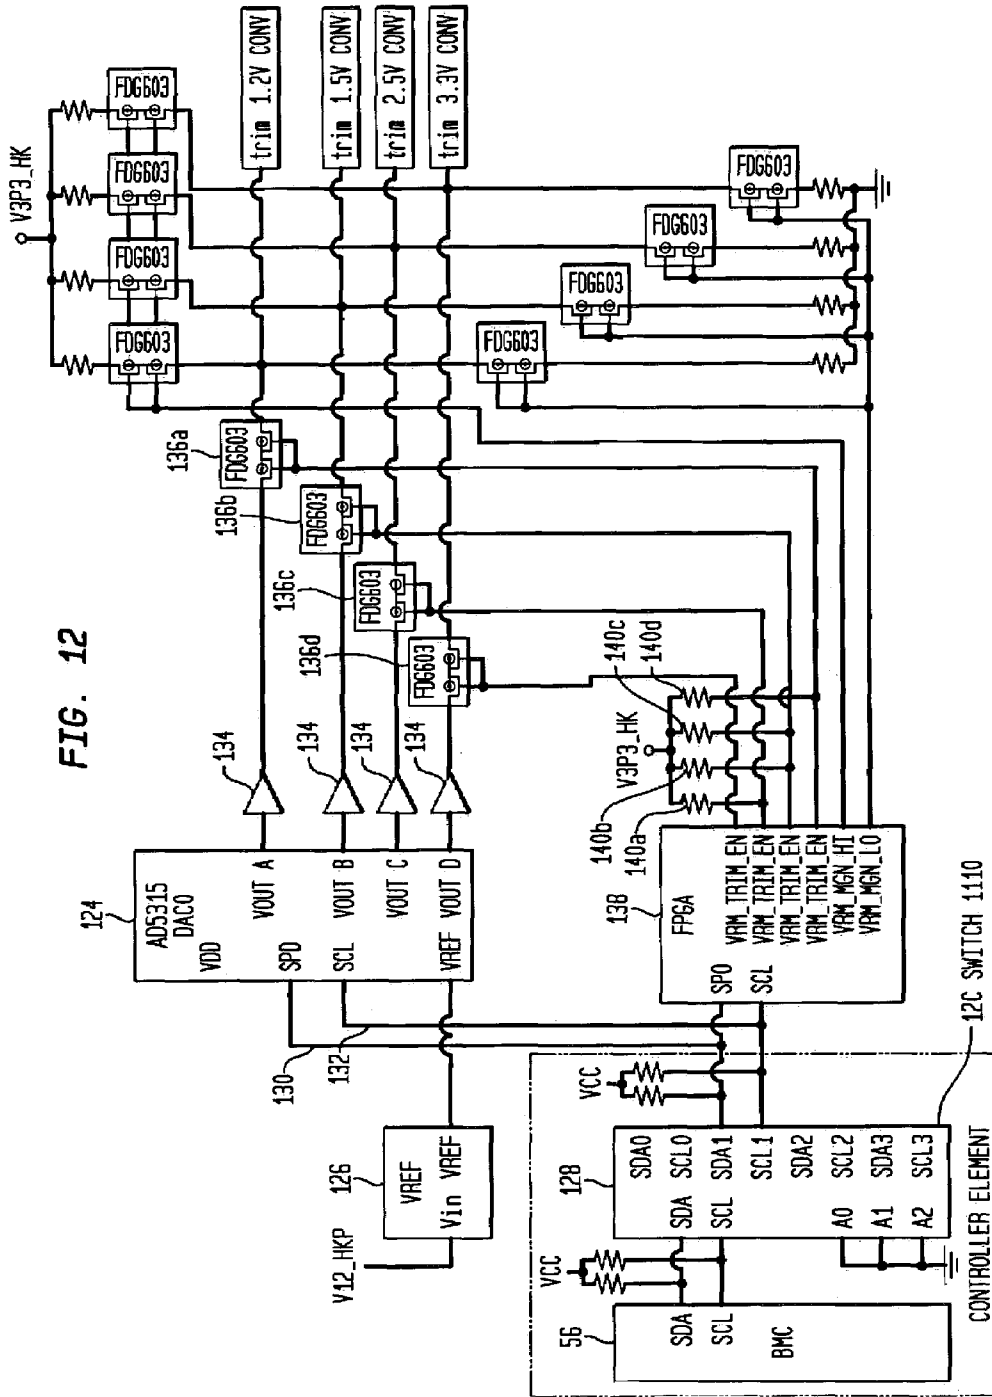 FIG. 12
V3P3_HK
FDG603
FDG603
FDG603
FDG603
trim 1.2V CONV
trim 1.5V CONV
trim 2.5V CONV
trim 3.3V CONV
FDG603
FDG603
FDG603
FDG603
136a
FDG603
136b
FDG603
136c
FDG603
136d
FDG603
134
134
134
134
124
AD5315
DAC0
VDD
SPD
SCL
VREF
VOUT A
VOUT B
VOUT C
VOUT D
130
132
126
VREF
Vin VREF
V12_HKP
V3P3_HK
140a
140b
140c
140d
138
FPGA
SPO
SCL
VRM_TRIM_EN
VRM_TRIM_EN
VRM_TRIM_EN
VRM_TRIM_EN
VRM_MGN_HI
VRM_MGN_LO
12C SWITCH 1110
VCC
128
SDA
SCL
A0
A1
A2
SDA0
SCL0
SDA1
SCL1
SDA2
SCL2
SDA3
SCL3
VCC
56
SDA
SCL
BMC
CONTROLLER ELEMENT